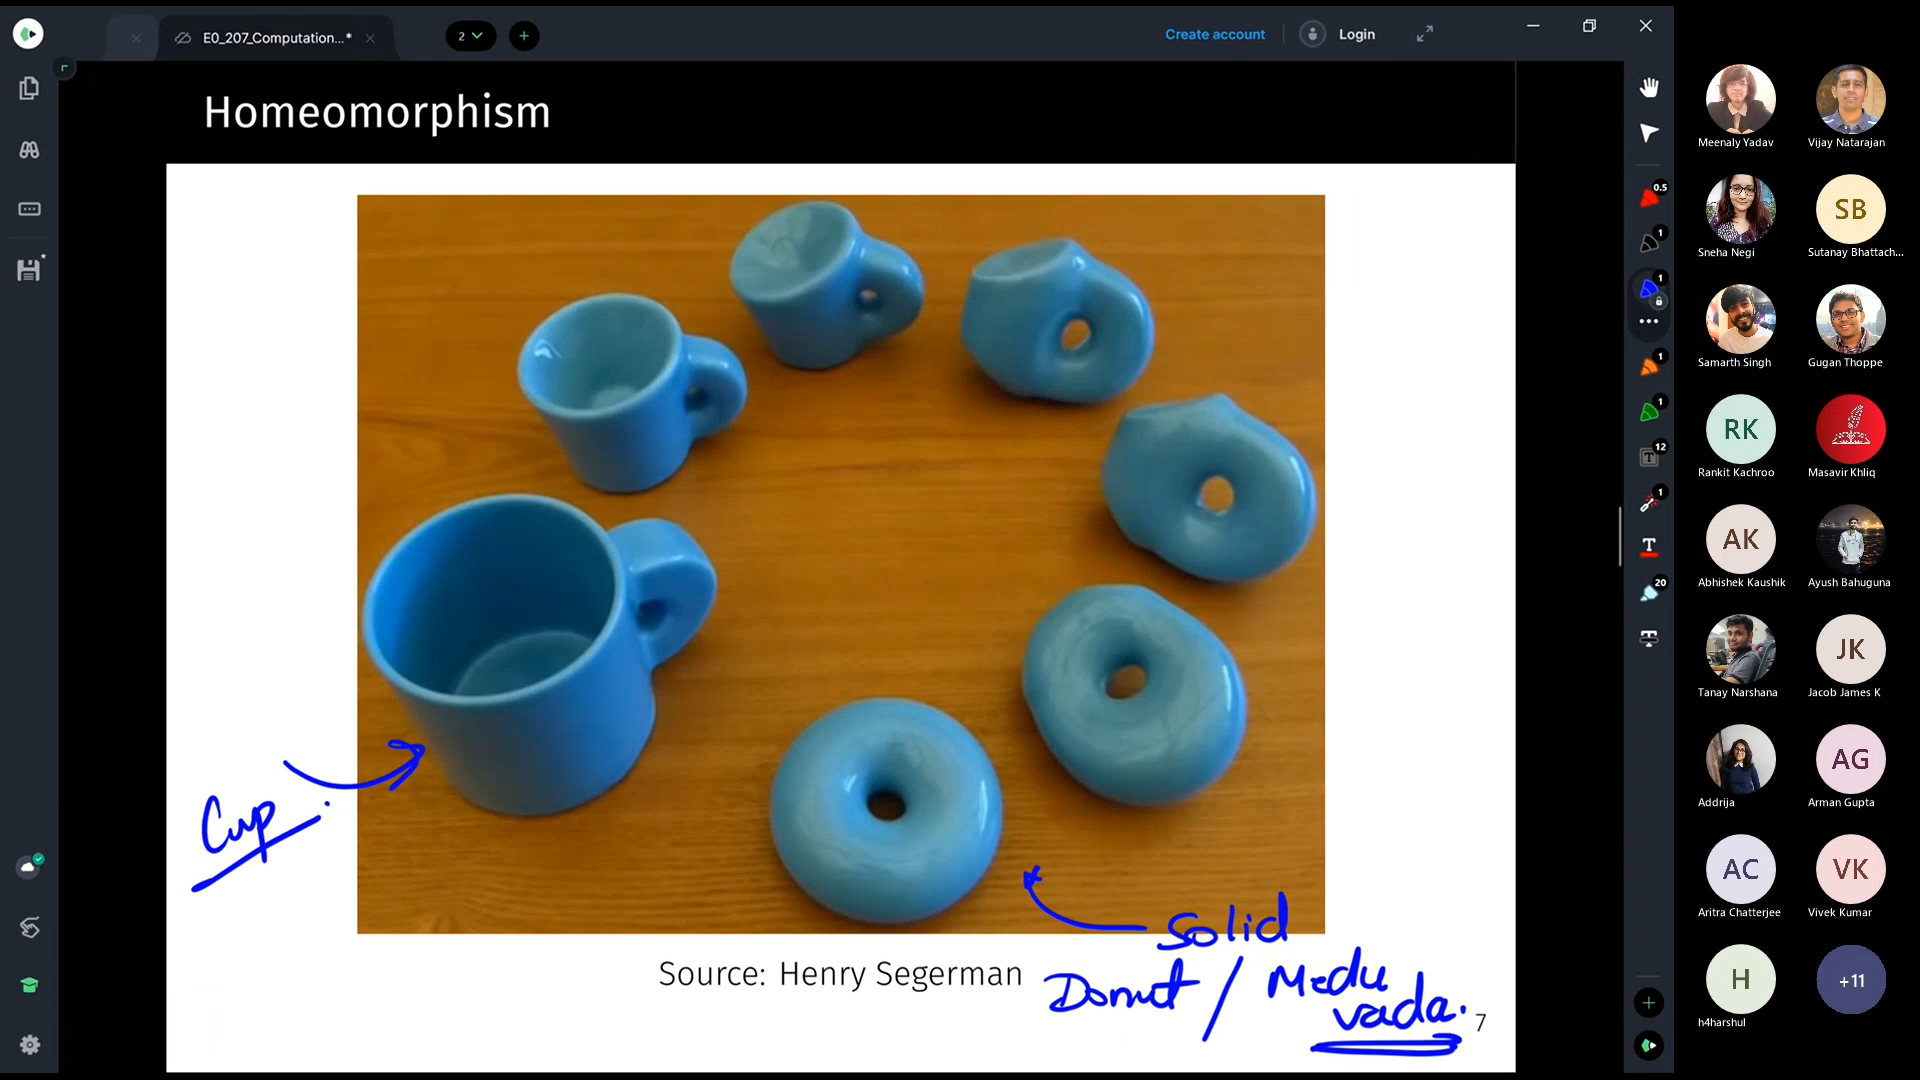 E0_207_Computation...*
2
Create account
Login
Homeomorphism
Cup
Solid
Donut / Medu
vada.
Source: Henry Segerman
7
0.5
1
1
1
1
12
1
T
20
Meenaly Yadav
Vijay Natarajan
SB
Sneha Negi
Sutanay Bhattach...
Samarth Singh
Gugan Thoppe
RK
Rankit Kachroo
Masavir Khliq
AK
Abhishek Kaushik
Ayush Bahuguna
JK
Tanay Narshana
Jacob James K
AG
Addrija
Arman Gupta
AC
VK
Aritra Chatterjee
Vivek Kumar
H
+11
h4harshul